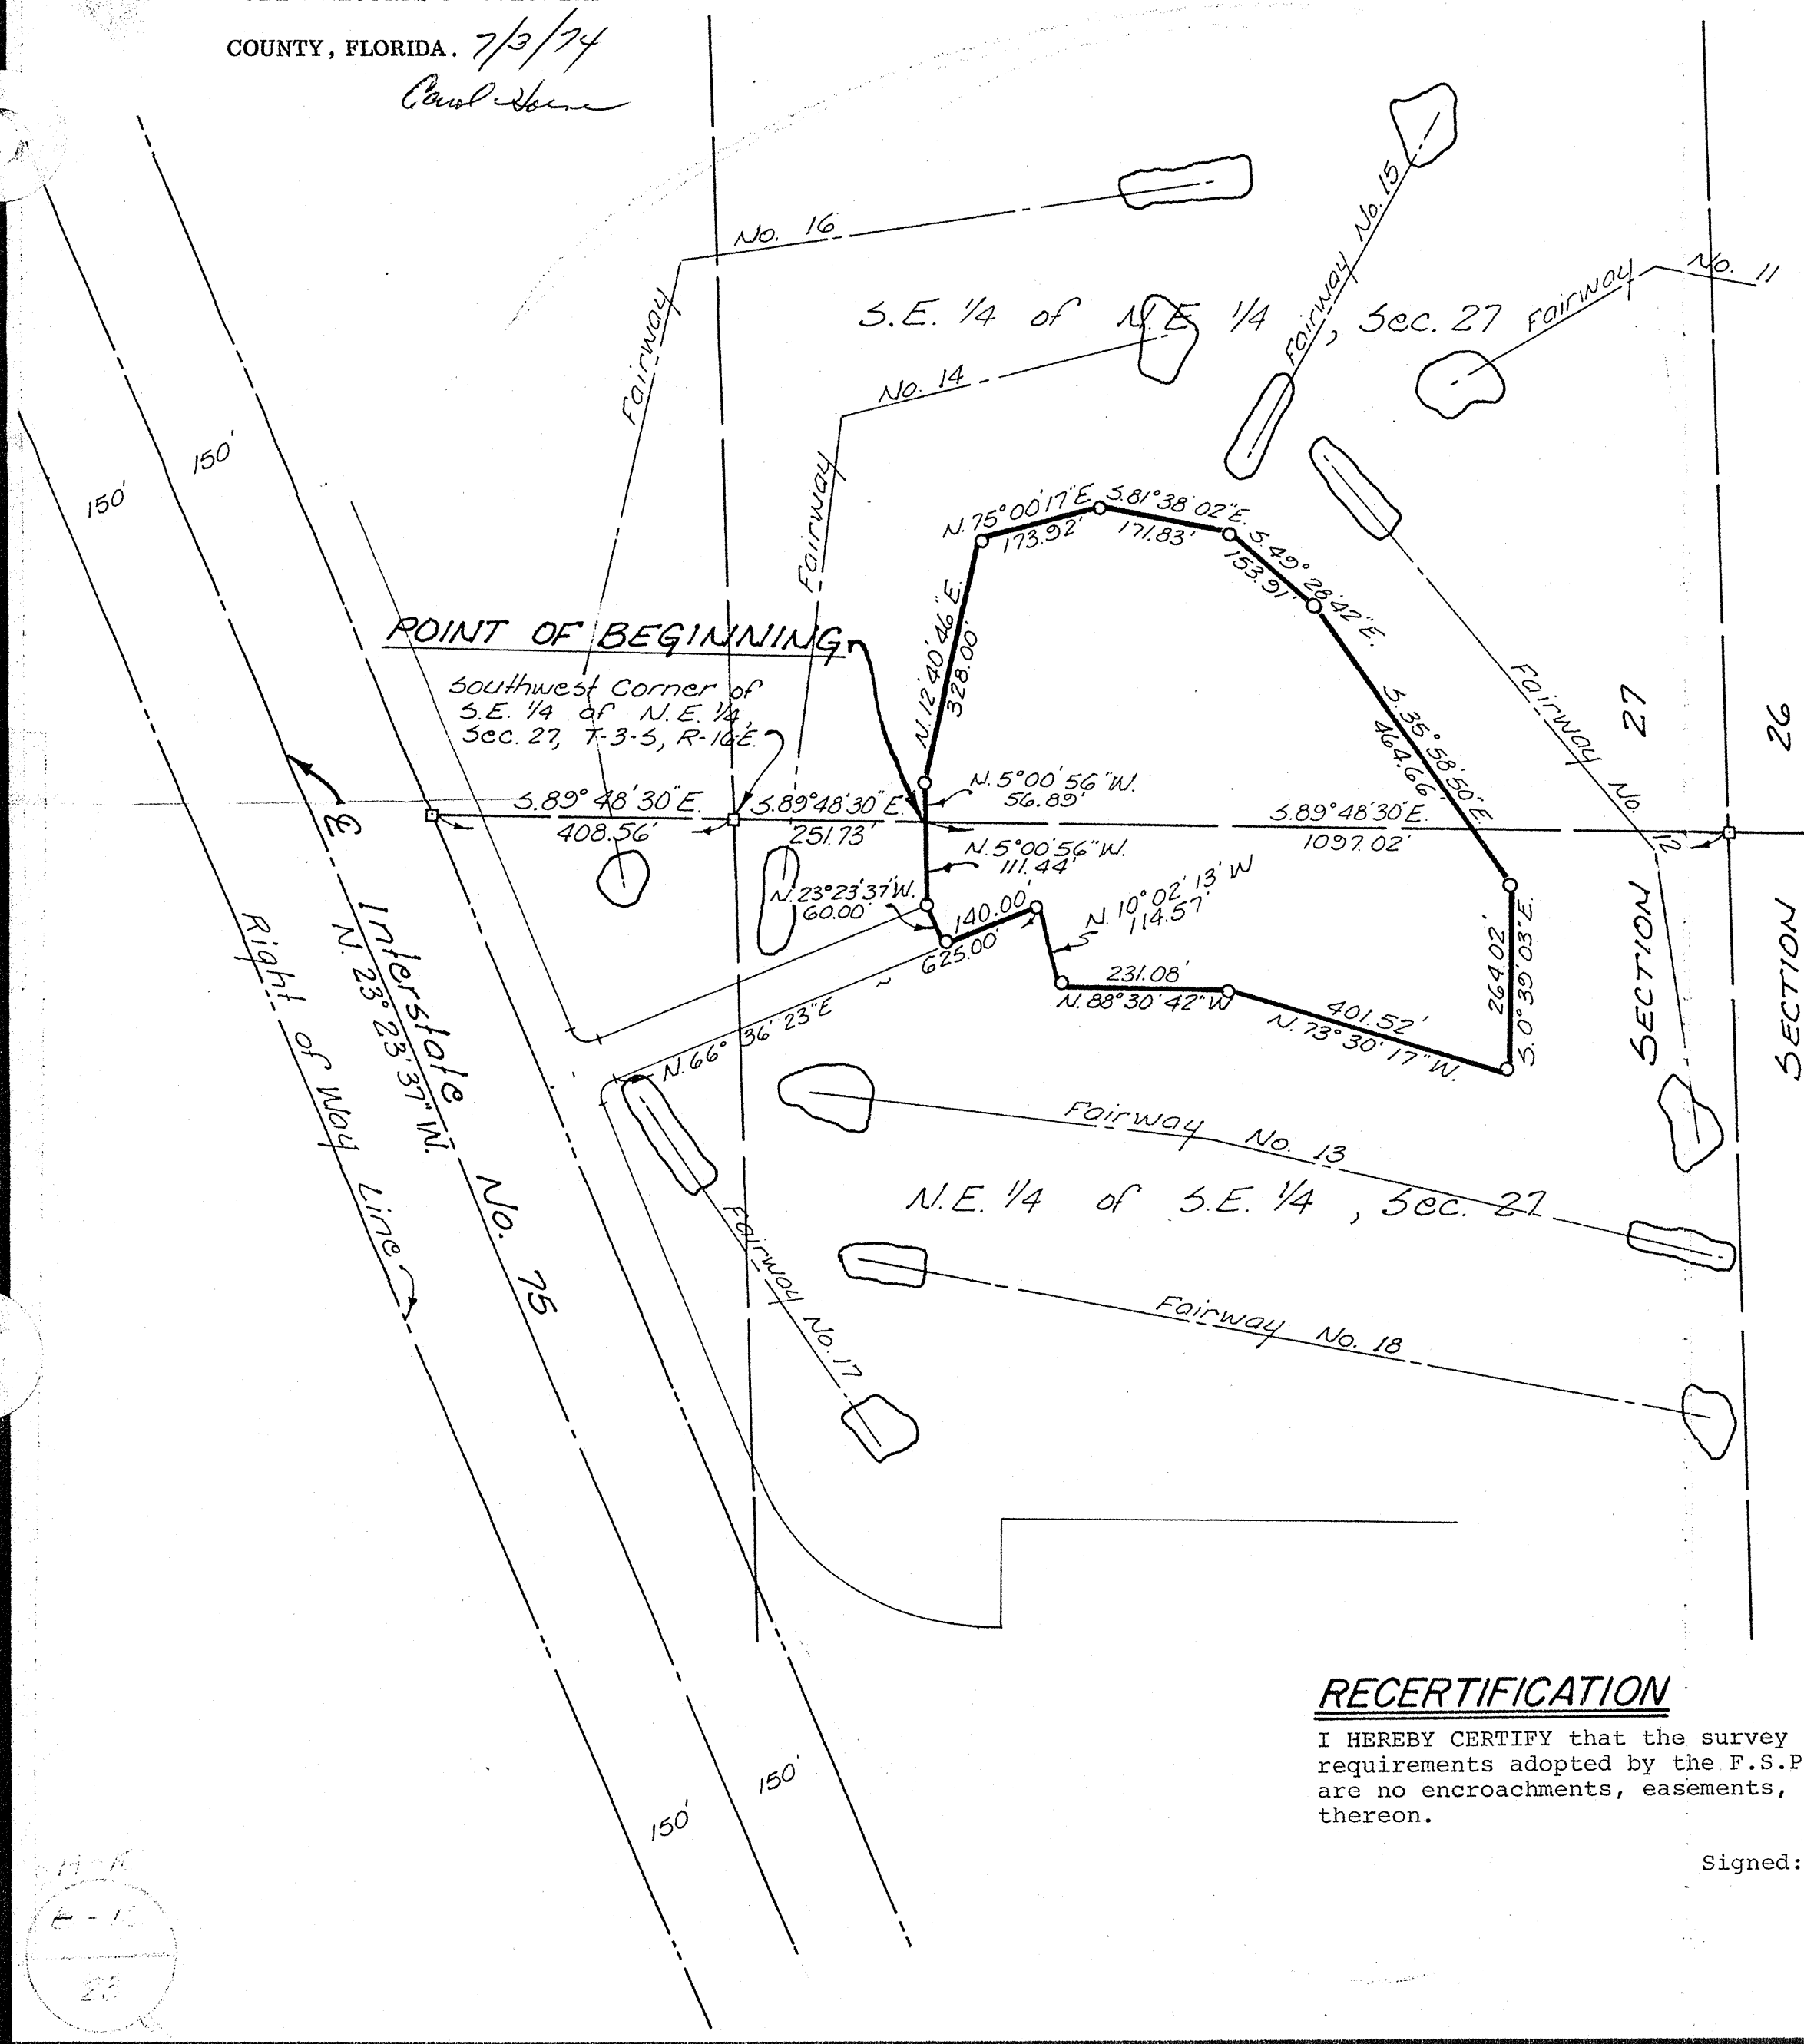 COUNTY, FLORIDA. 7/3/74
No. 16
Fairway
Fairway No. 15
Fairway No. 11
S.E. 1/4 of N.E. 1/4, Sec. 27
No. 14
Fairway
150'
150'
N. 75° 00' 17" E.
173.92'
S. 81° 38' 02" E.
171.83'
S. 49° 28' 42" E.
153.91'
N. 12° 40' 46" E.
328.00'
POINT OF BEGINNING
Southwest Corner of
S.E. 1/4 of N.E. 1/4,
Sec. 27, T-3-S, R-16-E.
S. 35° 58' 50" E.
464.66'
Fairway No. 12
27
26
SECTION
SECTION
S. 89° 48' 30" E.
408.56'
S. 89° 48' 30" E.
251.73'
N. 5° 00' 56" W.
56.89'
S. 89° 48' 30" E.
1097.02'
N. 5° 00' 56" W.
111.44'
N. 23° 23' 37" W.
60.00'
140.00'
625.00'
N. 10° 02' 13" W
114.57'
231.08'
N. 88° 30' 42" W
401.52'
N. 73° 30' 17" W.
264.02'
S. 0° 39' 03" E.
N. 66° 36' 23" E
℄ Interstate No. 75
N. 23° 23' 37" W.
Right of Way Line
Fairway No. 13
N.E. 1/4 of S.E. 1/4, Sec. 27
Fairway No. 17
Fairway No. 18
150'
150'
RECERTIFICATION
I HEREBY CERTIFY that the survey
requirements adopted by the F.S.P
are no encroachments, easements,
thereon.
Signed:
28